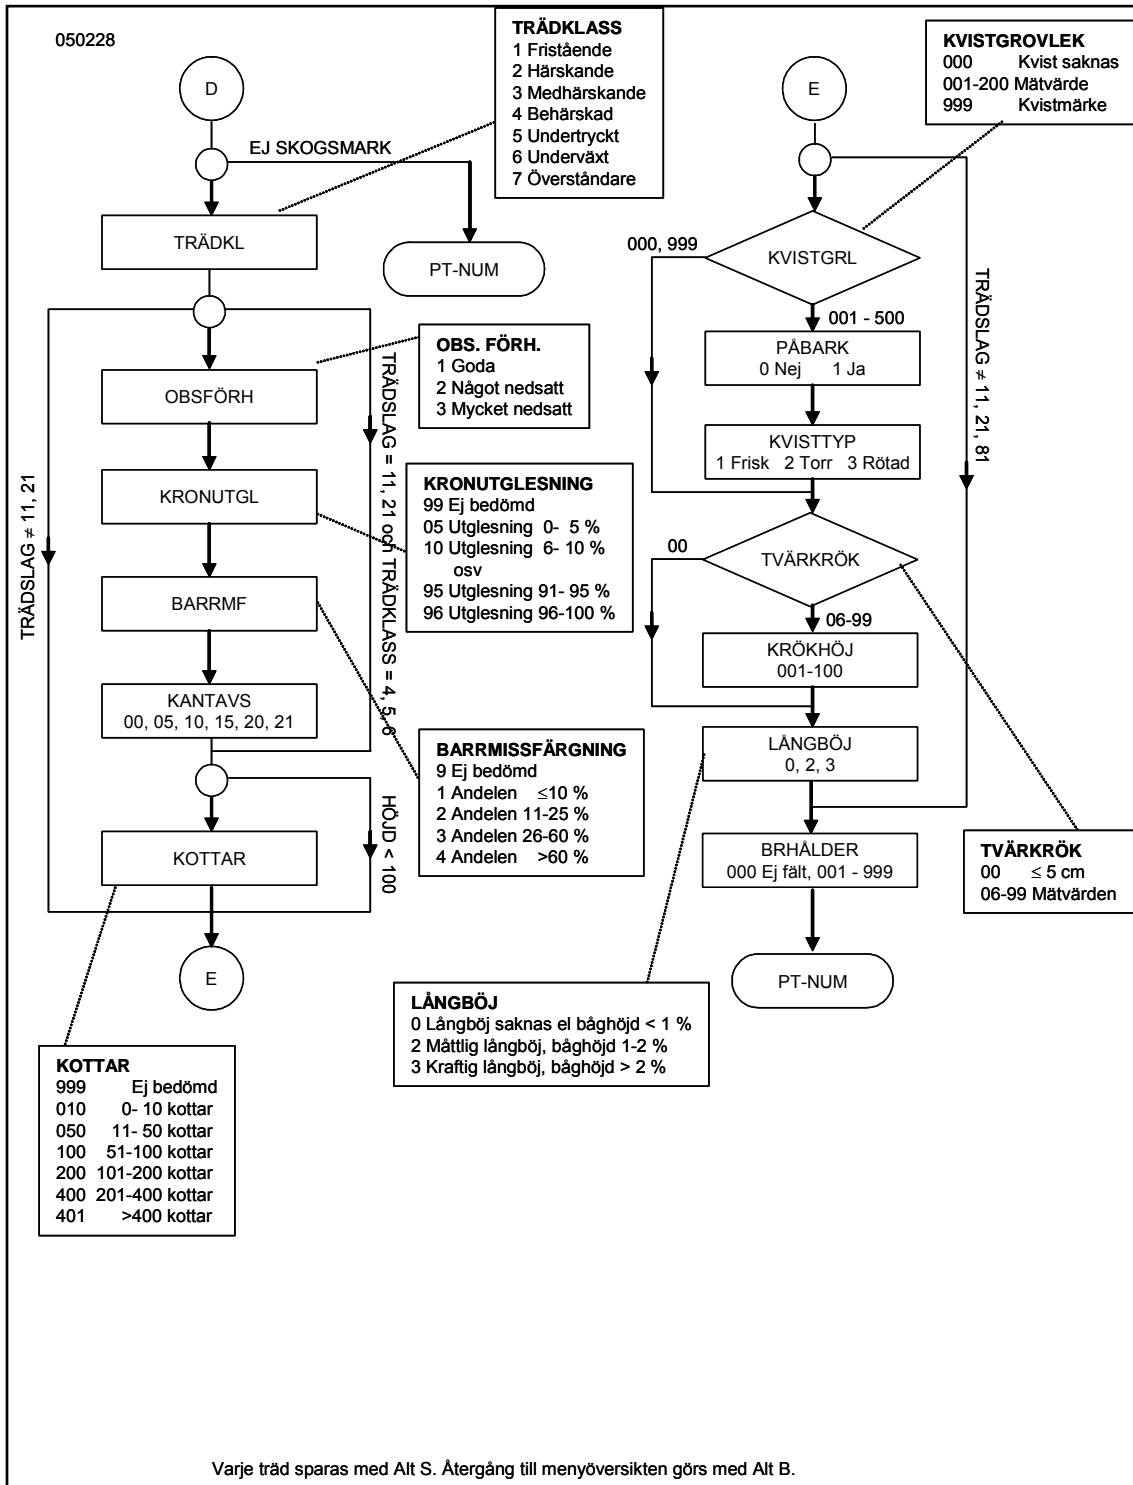 050228
D
EJ SKOGSMARK
TRÄDKLASS
1 Fristående
2 Härskande
3 Medhärskande
4 Behärskad
5 Undertryckt
6 Underväxt
7 Överståndare
TRÄDKL
PT-NUM
OBS. FÖRH.
1 Goda
2 Något nedsatt
3 Mycket nedsatt
OBSFÖRH
TRÄDSLAG ≠ 11, 21
TRÄDSLAG = 11, 21 och TRÄDKLASS = 4, 5, 6
KRONUTGL
KRONUTGLESNING
99 Ej bedömd
05 Utglesning 0- 5 %
10 Utglesning 6- 10 %
osv
95 Utglesning 91- 95 %
96 Utglesning 96-100 %
BARRMF
KANTAVS
00, 05, 10, 15, 20, 21
BARRMISSFÄRGNING
9 Ej bedömd
1 Andelen ≤10 %
2 Andelen 11-25 %
3 Andelen 26-60 %
4 Andelen >60 %
HÖJD < 100
KOTTAR
E
KOTTAR
999 Ej bedömd
010 0- 10 kottar
050 11- 50 kottar
100 51-100 kottar
200 101-200 kottar
400 201-400 kottar
401 >400 kottar
E
KVISTGROVLEK
000 Kvist saknas
001-200 Mätvärde
999 Kvistmärke
000, 999
KVISTGRL
001 - 500
PÅBARK
0 Nej 1 Ja
TRÄDSLAG ≠ 11, 21, 81
KVISTTYP
1 Frisk 2 Torr 3 Rötad
00
TVÄRKRÖK
06-99
KRÖKHÖJ
001-100
LÅNGBÖJ
0, 2, 3
BRHÅLDER
000 Ej fält, 001 - 999
TVÄRKRÖK
00 ≤ 5 cm
06-99 Mätvärden
PT-NUM
LÅNGBÖJ
0 Långböj saknas el båghöjd < 1 %
2 Måttlig långböj, båghöjd 1-2 %
3 Kraftig långböj, båghöjd > 2 %
Varje träd sparas med Alt S. Återgång till menyöversikten görs med Alt B.